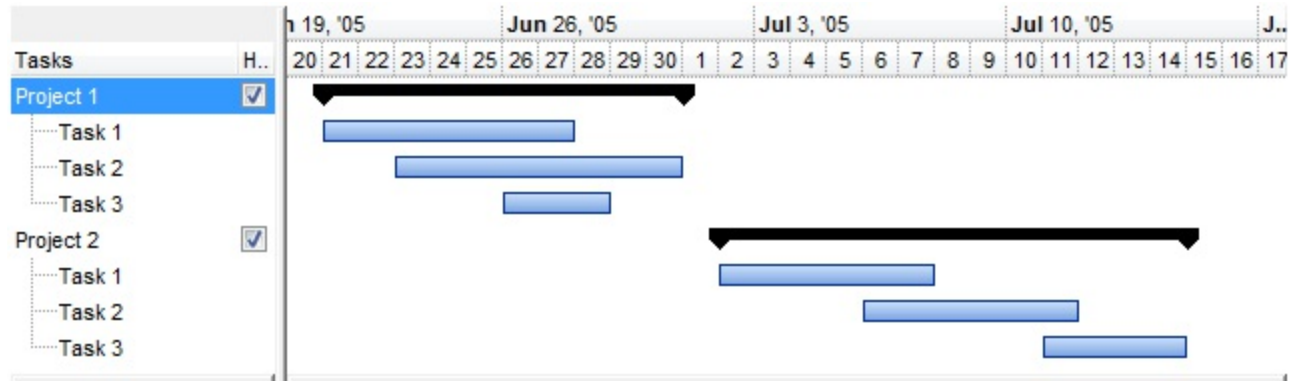 n 19, '05 Jun 26, '05 Jul 3, '05 Jul 10, '05 J..
Tasks H.. 20 21 22 23 24 25 26 27 28 29 30 1 2 3 4 5 6 7 8 9 10 11 12 13 14 15 16 17
Project 1
Task 1
Task 2
Task 3
Project 2
Task 1
Task 2
Task 3